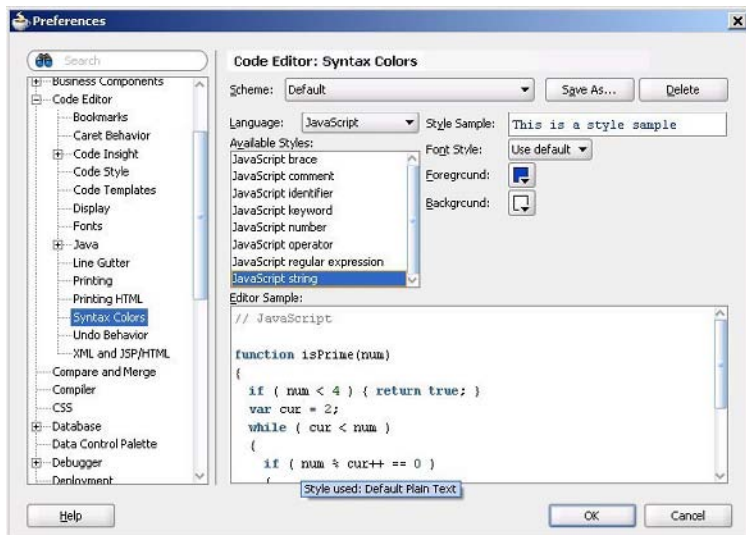 Preferences
Search
Business Components
Code Editor
Bookmarks
Caret Behavior
Code Insight
Code Style
Code Templates
Display
Fonts
Java
Line Gutter
Printing
Printing HTML
Syntax Colors
Undo Behavior
XML and JSP/HTML
Compare and Merge
Compiler
CSS
Database
Data Control Palette
Debugger
Deployment
Code Editor: Syntax Colors
Scheme: Default Save As... Delete
Language: JavaScript Style Sample: This is a style sample
Available Styles: Font Style: Use default
JavaScript brace
JavaScript comment
JavaScript identifier
JavaScript keyword
JavaScript number
JavaScript operator
JavaScript regular expression
JavaScript string
Foreground:
Background:
Editor Sample:
// JavaScript
function isPrime(num)
{
if ( num < 4 ) { return true; }
var cur = 2;
while ( cur < num )
{
if ( num % cur++ == 0 )
{
Style used: Default Plain Text
Help OK Cancel